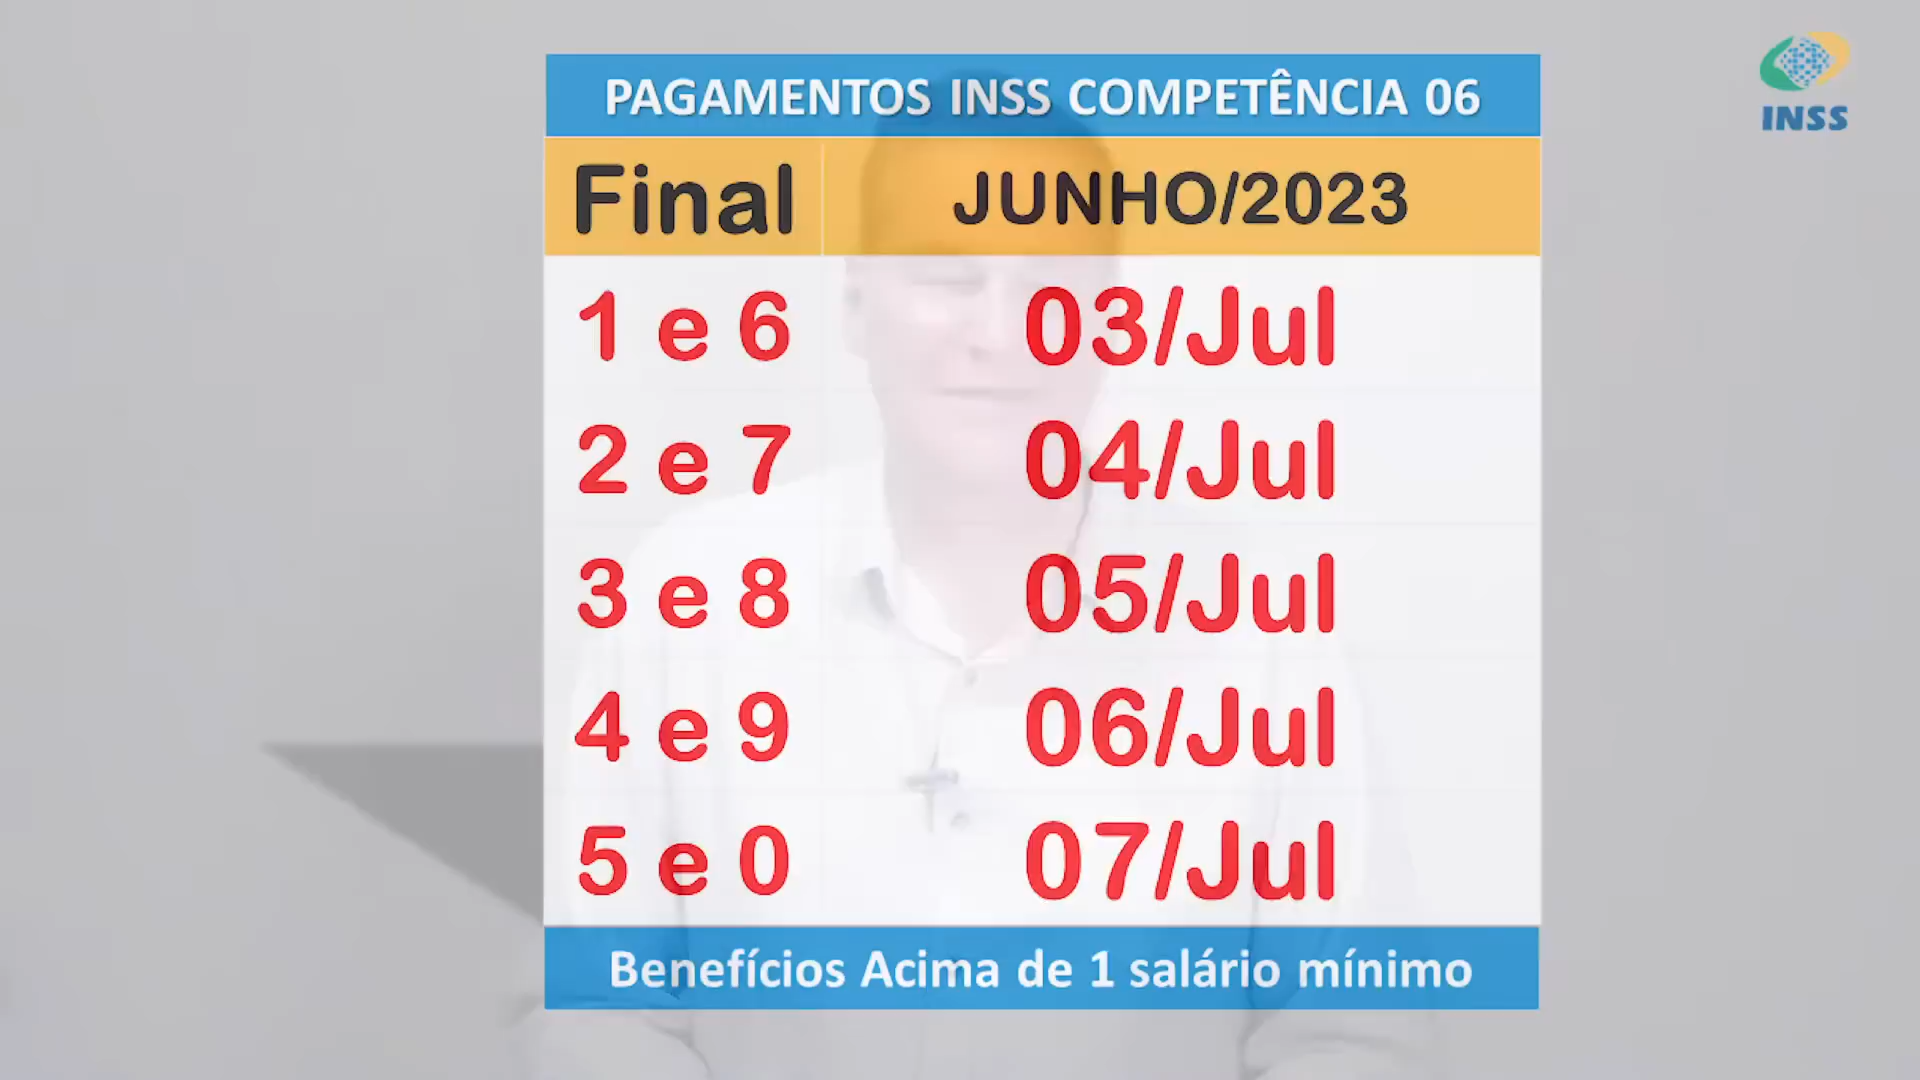 PAGAMENTOS INSS COMPETÊNCIA 06
INSS
Final JUNHO/2023
1 e 6 03/Jul
2 e 7 04/Jul
3 e 8 05/Jul
4 e 9 06/Jul
5 e 0 07/Jul
Benefícios Acima de 1 salário mínimo